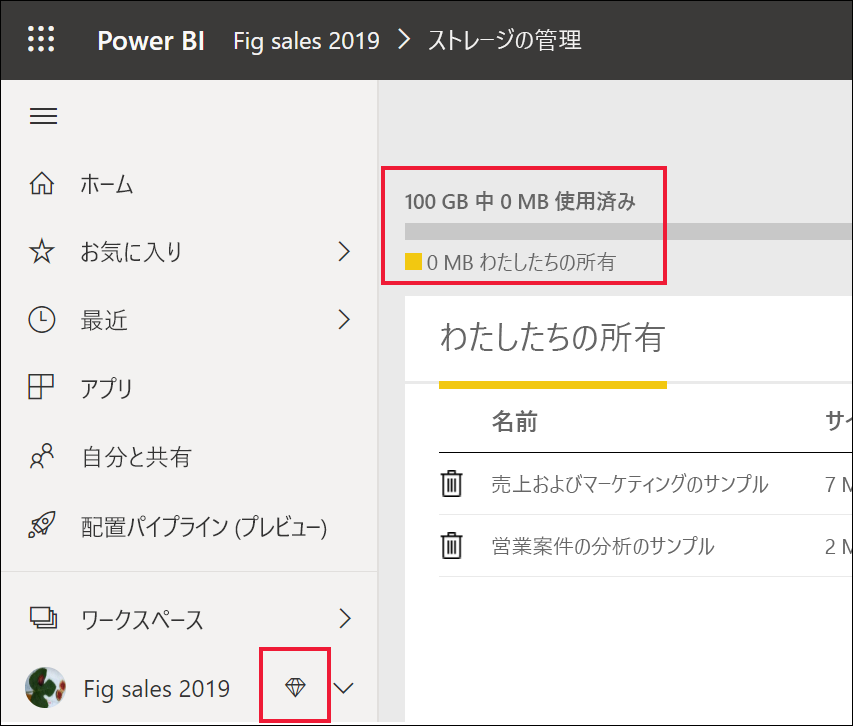 Power BI Fig sales 2019 > ストレージの管理
ホーム
お気に入り
最近
アプリ
自分と共有
配置パイプライン (プレビュー)
ワークスペース
Fig sales 2019
100 GB 中 0 MB 使用済み
0 MB わたしたちの所有
わたしたちの所有
名前
売上およびマーケティングのサンプル 7
営業案件の分析のサンプル 2